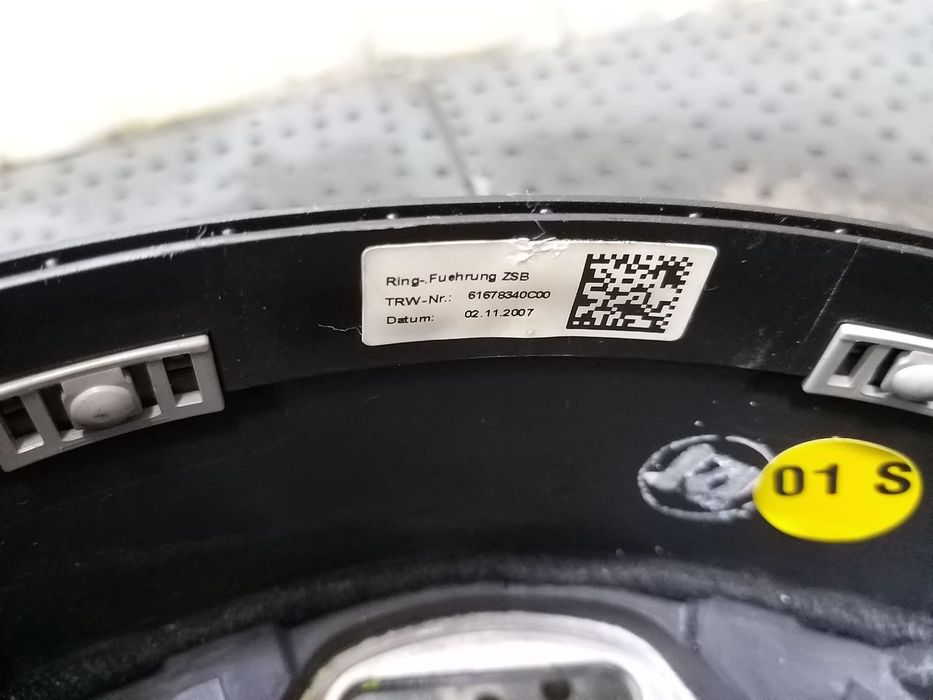 Ring-.Fuehrung ZSB
TRW-Nr.: 61678340C00
Datum: 02.11.2007
01 S